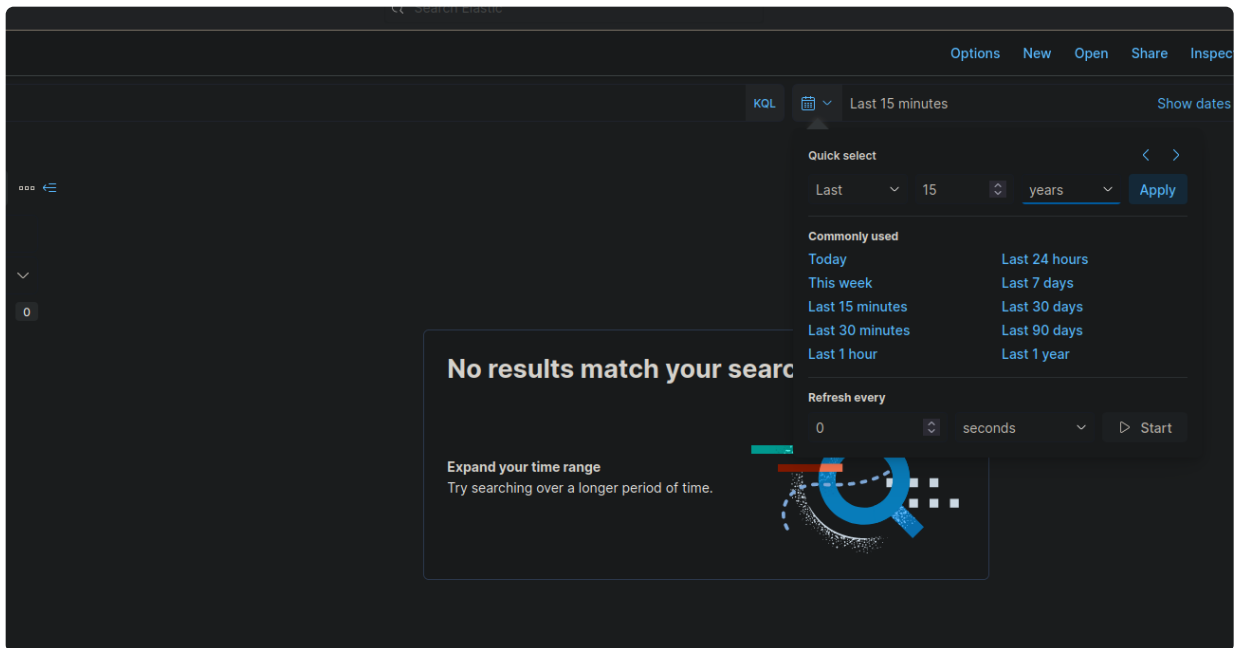 Search Elastic
Options New Open Share Inspec
KQL Last 15 minutes Show dates
Quick select
Last 15 years Apply
Commonly used
Today Last 24 hours
This week Last 7 days
Last 15 minutes Last 30 days
Last 30 minutes Last 90 days
Last 1 hour Last 1 year
0
No results match your searc
Refresh every
0 seconds Start
Expand your time range
Try searching over a longer period of time.